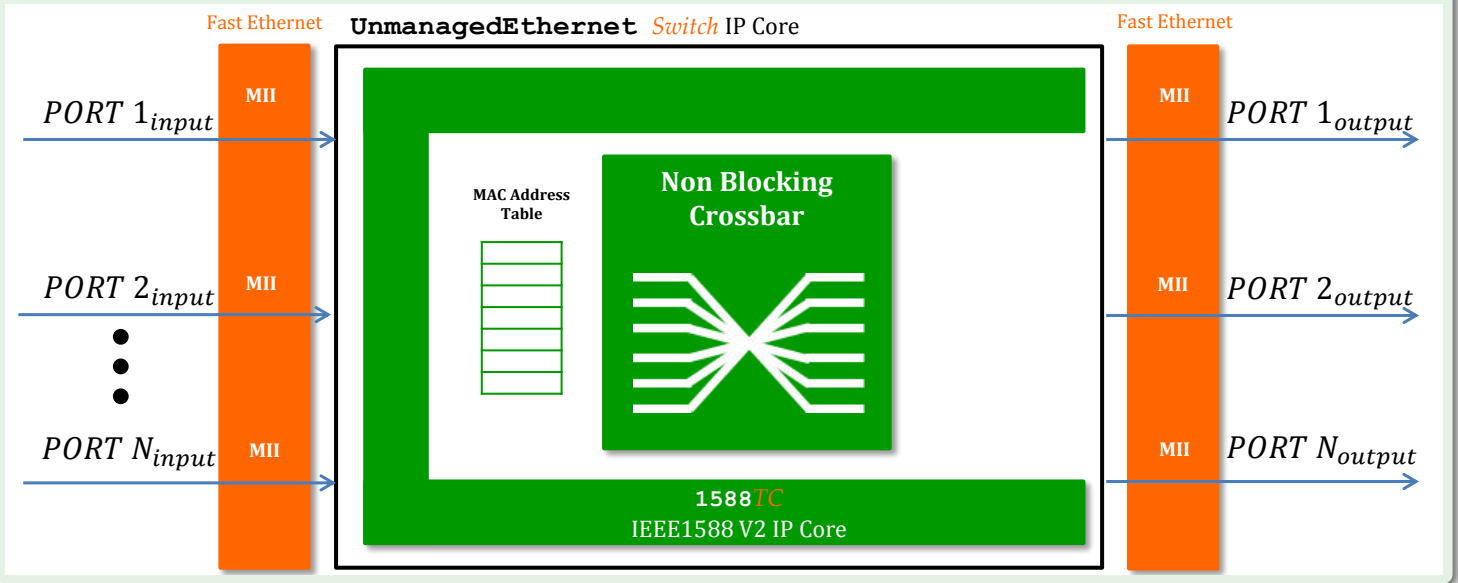 Fast Ethernet
UnmanagedEthernet Switch IP Core
Fast Ethernet
MII
MII
PORT 1input
PORT 1output
MAC Address
Table
Non Blocking
Crossbar
PORT 2input
MII
MII
PORT 2output
PORT Ninput
MII
MII
PORT Noutput
1588TC
IEEE1588 V2 IP Core